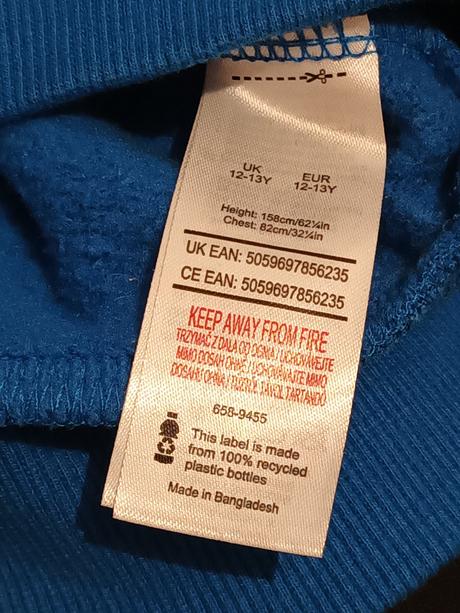 UK EUR
12-13Y 12-13Y
Height: 158cm/62¼in
Chest: 82cm/32¼in
UK EAN: 5059697856235
CE EAN: 5059697856235
KEEP AWAY FROM FIRE
TRZYMAĆ Z DALA OD OGNIA / UCHOVÁVEJTE
MIMO DOSAH OHNĚ / UCHOVÁVAJTE MIMO
DOSAHU OHŇA / TŰZTŐL TÁVOL TARTANDÓ
658-9455
This label is made
from 100% recycled
plastic bottles
Made in Bangladesh